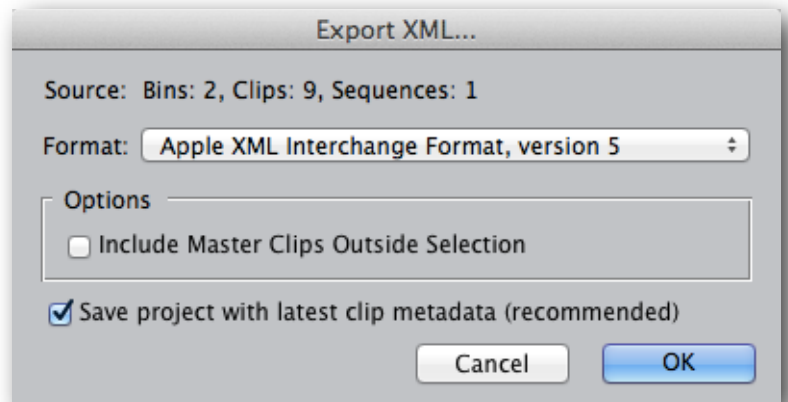 Export XML...
Source: Bins: 2, Clips: 9, Sequences: 1
Format: Apple XML Interchange Format, version 5
Options
Include Master Clips Outside Selection
Save project with latest clip metadata (recommended)
Cancel OK